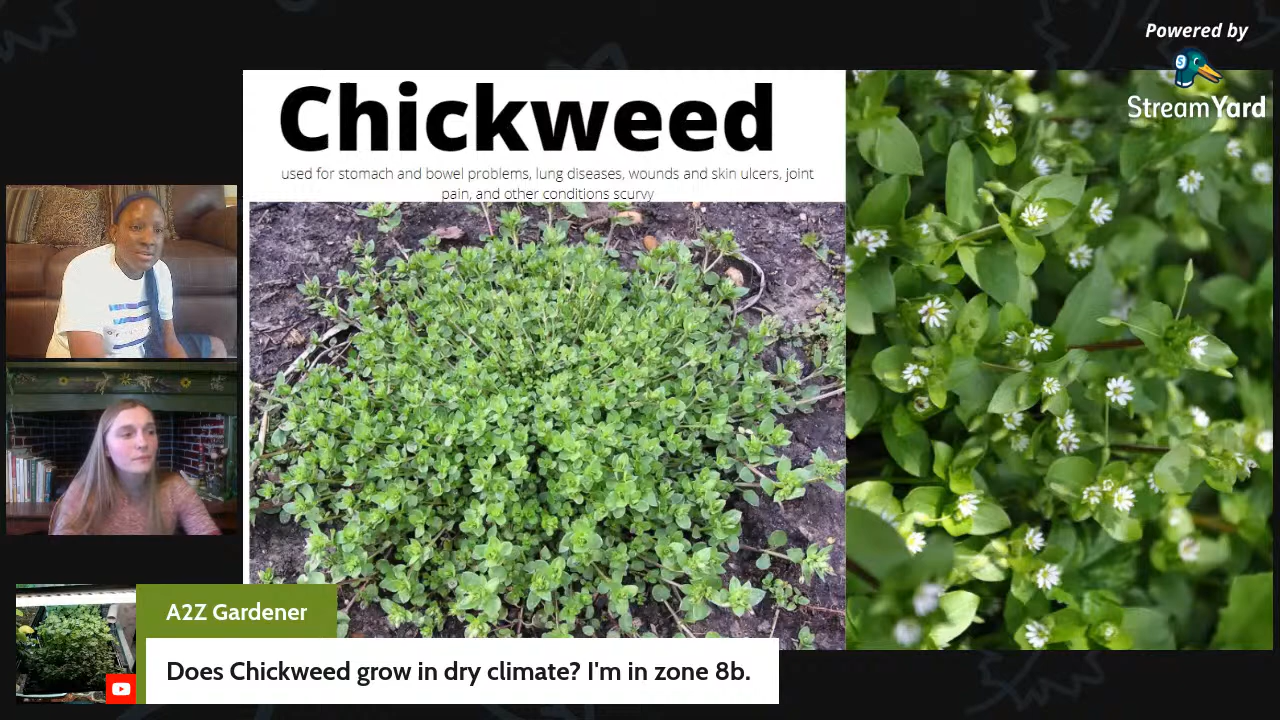 Powered by
StreamYard
Chickweed
used for stomach and bowel problems, lung diseases, wounds and skin ulcers, joint
pain, and other conditions scurvy
A2Z Gardener
Does Chickweed grow in dry climate? I'm in zone 8b.